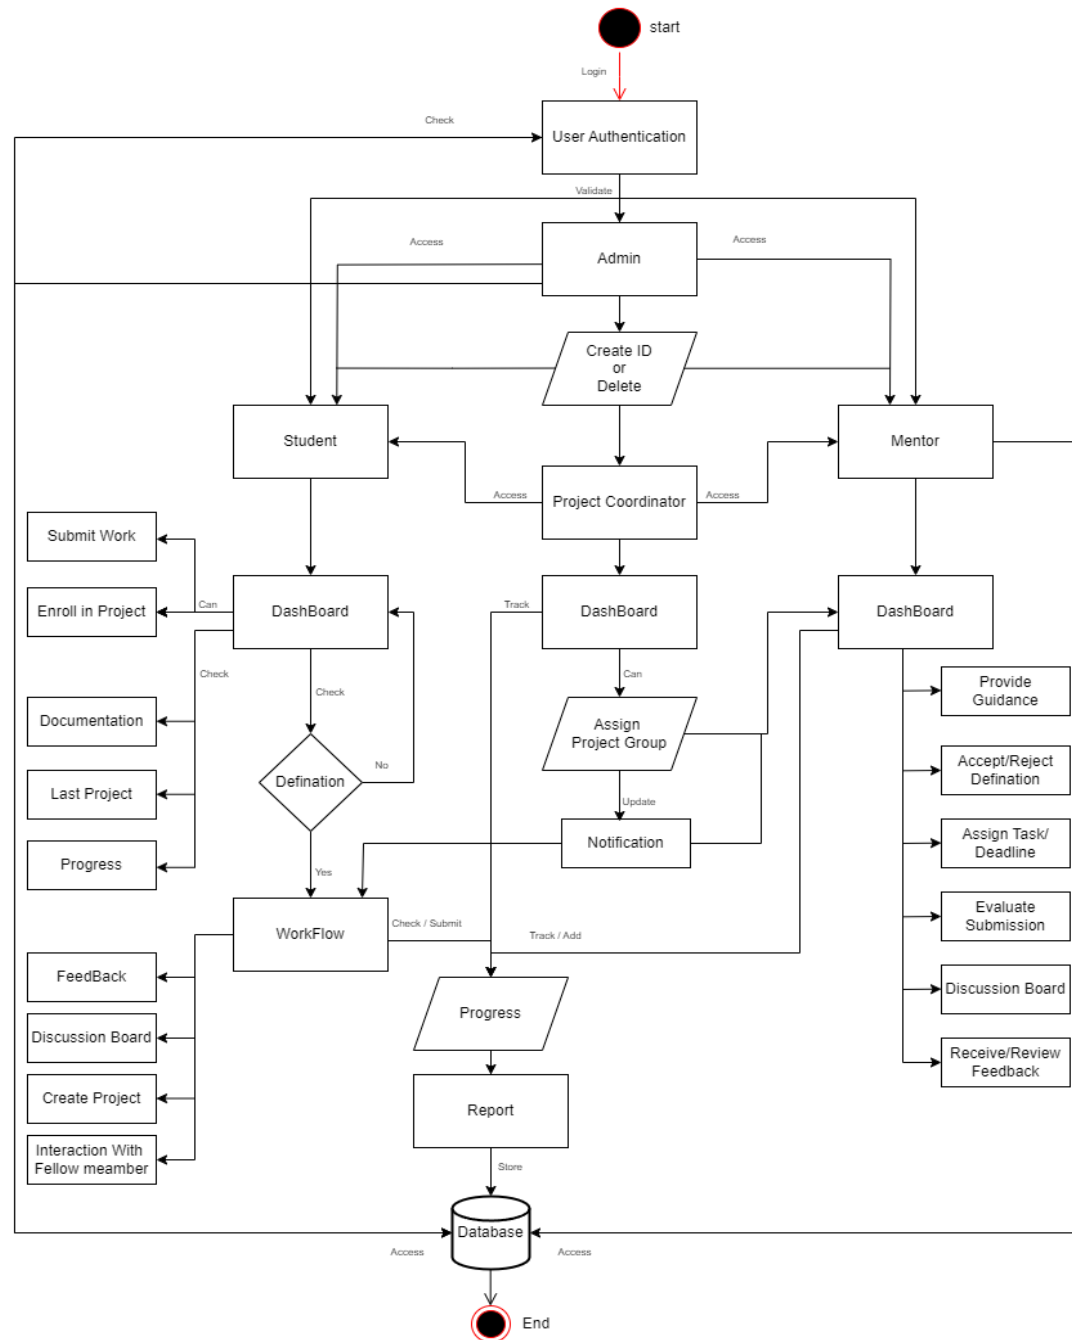 start
Login
Check
User Authentication
Validate
Access
Access
Admin
Create ID
or
Delete
Student
Mentor
Access
Project Coordinator
Access
Submit Work
Enroll in Project
Can
DashBoard
Track
DashBoard
DashBoard
Check
Check
Can
Provide
Guidance
Documentation
Assign
Project Group
Defination
No
Accept/Reject
Defination
Last Project
Update
Notification
Assign Task/
Deadline
Progress
Yes
Evaluate
Submission
WorkFlow
Check / Submit
Track / Add
FeedBack
Discussion Board
Progress
Discussion Board
Receive/Review
Feedback
Create Project
Report
Interaction With
Fellow meamber
Store
Database
Access
Access
End